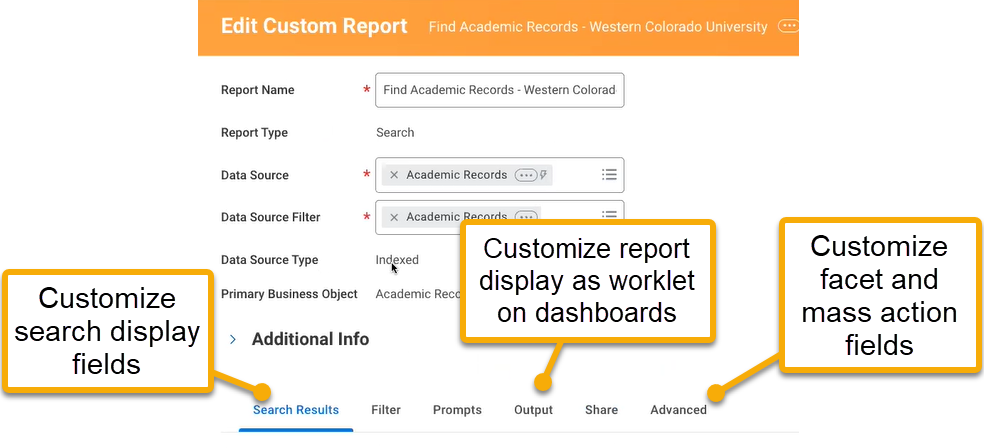 Edit Custom Report Find Academic Records - Western Colorado University
Report Name * Find Academic Records - Western Colorad
Report Type Search
Data Source * Academic Records
Data Source Filter * Academic Records
Data Source Type Indexed
Primary Business Object Academic Reco
Additional Info
Customize
search display
fields
Customize report
display as worklet
on dashboards
Customize
facet and
mass action
fields
Search Results Filter Prompts Output Share Advanced